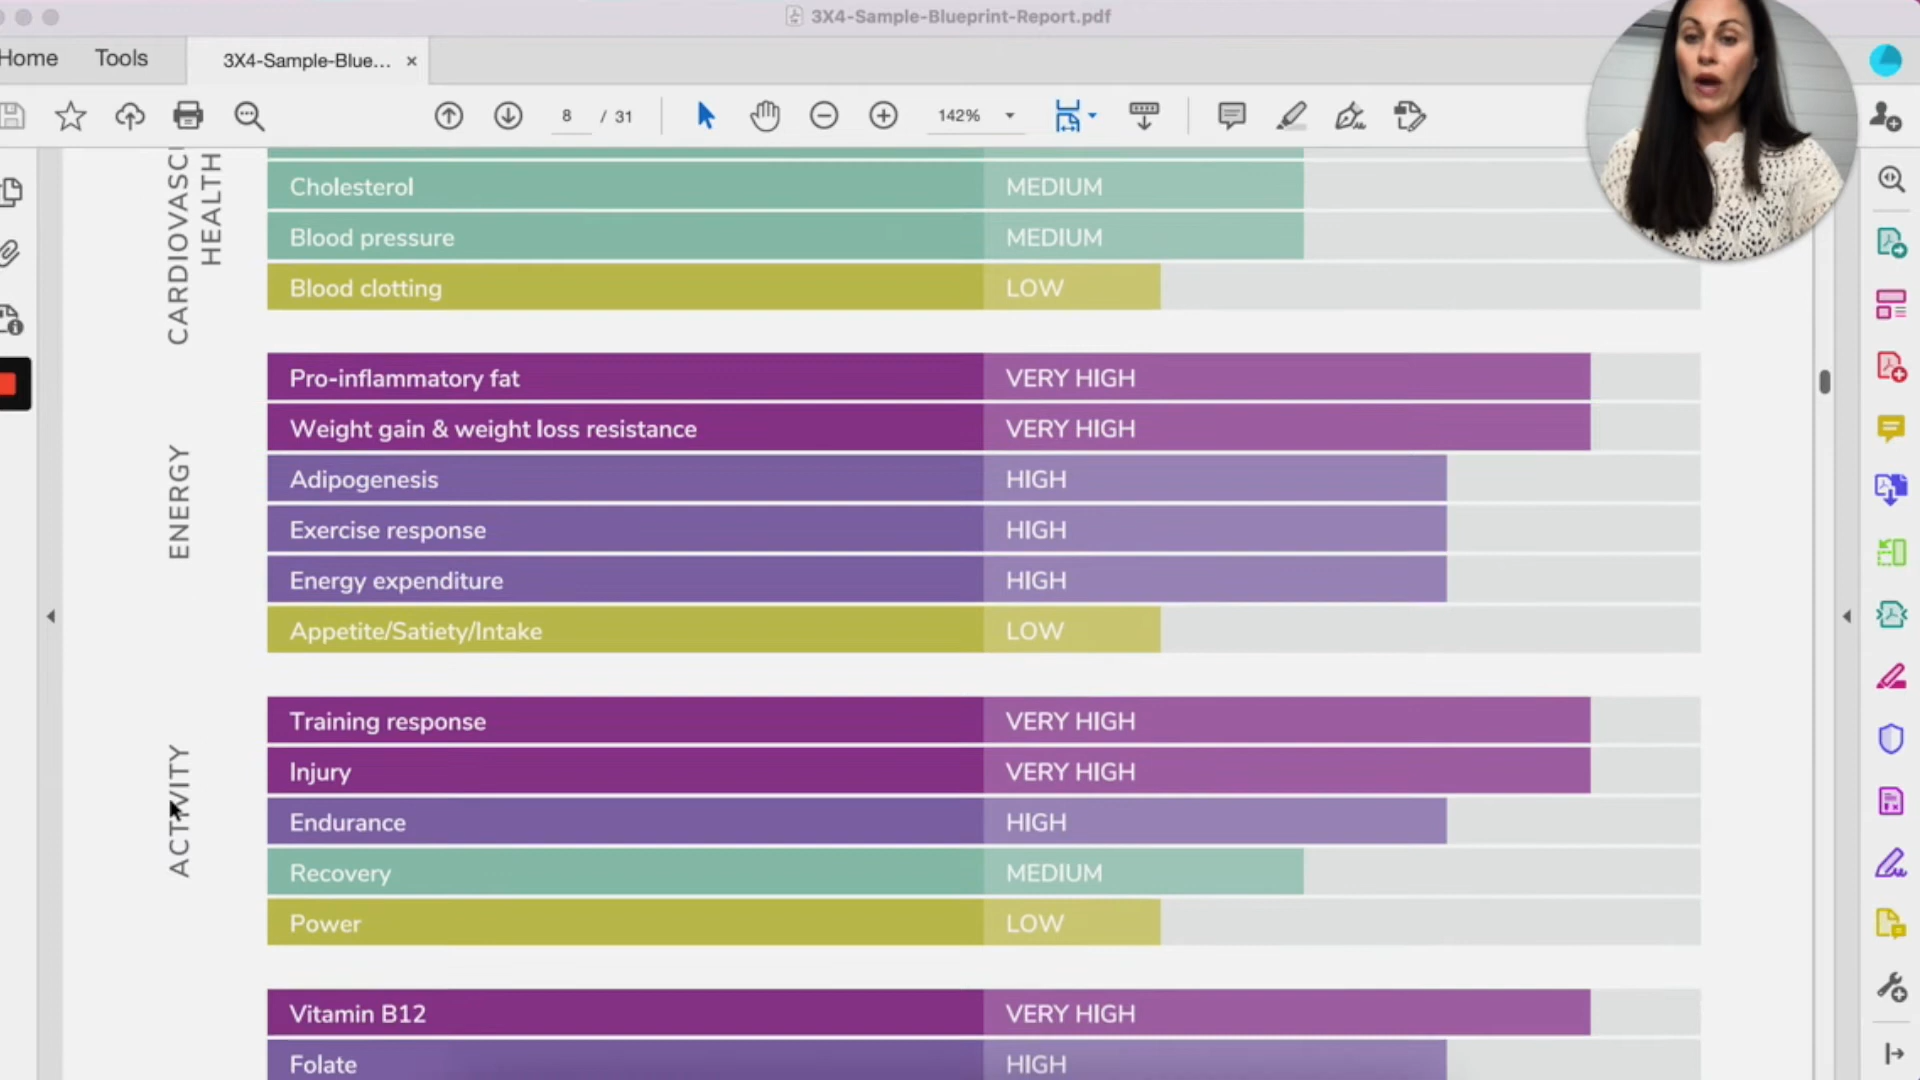 3X4-Sample-Blueprint-Report.pdf
Home
Tools
3X4-Sample-Blue... ×
8 / 31
142%
CARDIOVASC
HEALTH
Cholesterol MEDIUM
Blood pressure MEDIUM
Blood clotting LOW
ENERGY
Pro-inflammatory fat VERY HIGH
Weight gain & weight loss resistance VERY HIGH
Adipogenesis HIGH
Exercise response HIGH
Energy expenditure HIGH
Appetite/Satiety/Intake LOW
ACTIVITY
Training response VERY HIGH
Injury VERY HIGH
Endurance HIGH
Recovery MEDIUM
Power LOW
Vitamin B12 VERY HIGH
Folate HIGH